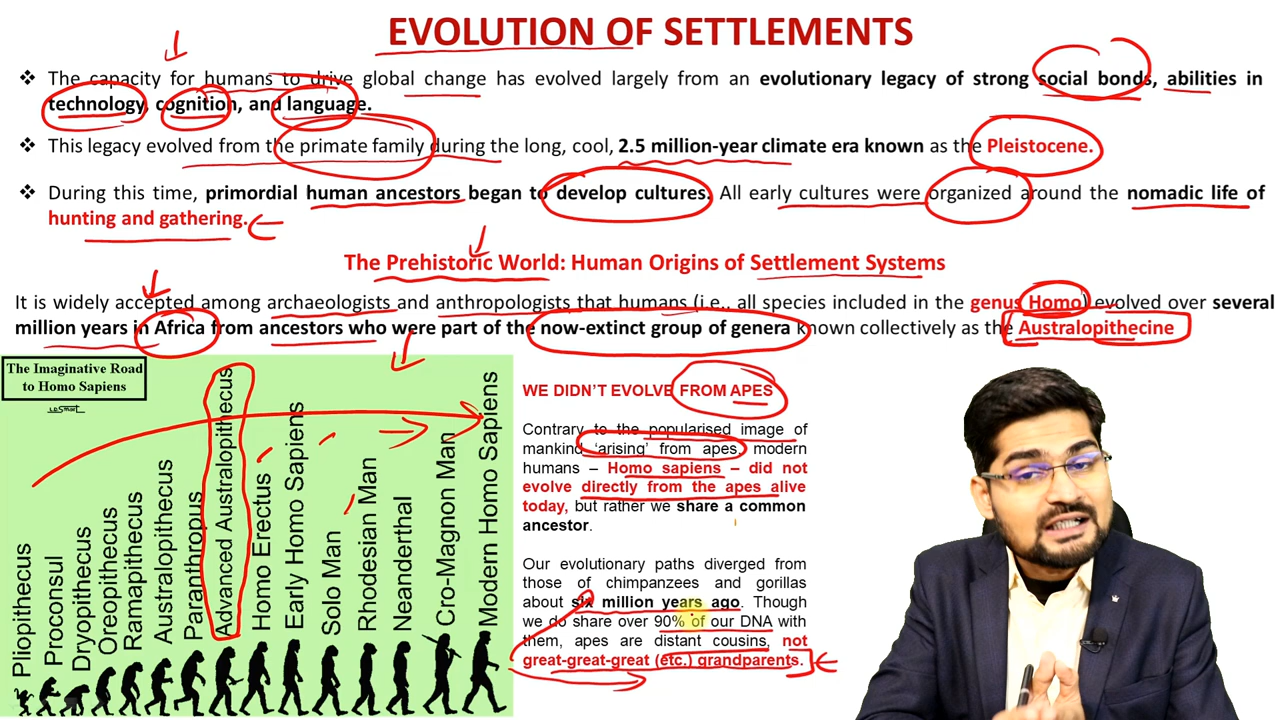 EVOLUTION OF SETTLEMENTS
❖ The capacity for humans to drive global change has evolved largely from an evolutionary legacy of strong social bonds, abilities in
technology, cognition, and language.
❖ This legacy evolved from the primate family during the long, cool, 2.5 million-year climate era known as the Pleistocene.
❖ During this time, primordial human ancestors began to develop cultures. All early cultures were organized around the nomadic life of
hunting and gathering.
The Prehistoric World: Human Origins of Settlement Systems
It is widely accepted among archaeologists and anthropologists that humans (i.e., all species included in the genus Homo) evolved over several
million years in Africa from ancestors who were part of the now-extinct group of genera known collectively as the Australopithecine
The Imaginative Road
to Homo Sapiens
Pliopithecus
Proconsul
Dryopithecus
Oreopithecus
Ramapithecus
Australopithecus
Paranthropus
Advanced Australopithecus
Homo Erectus
Early Homo Sapiens
Solo Man
Rhodesian Man
Neanderthal
Cro-Magnon Man
Modern Homo Sapiens
WE DIDN'T EVOLVE FROM APES
Contrary to the popularised image of
mankind 'arising' from apes, modern
humans – Homo sapiens – did not
evolve directly from the apes alive
today, but rather we share a common
ancestor.
Our evolutionary paths diverged from
those of chimpanzees and gorillas
about six million years ago. Though
we do share over 90% of our DNA with
them, apes are distant cousins, not
great-great-great (etc.) grandparents.